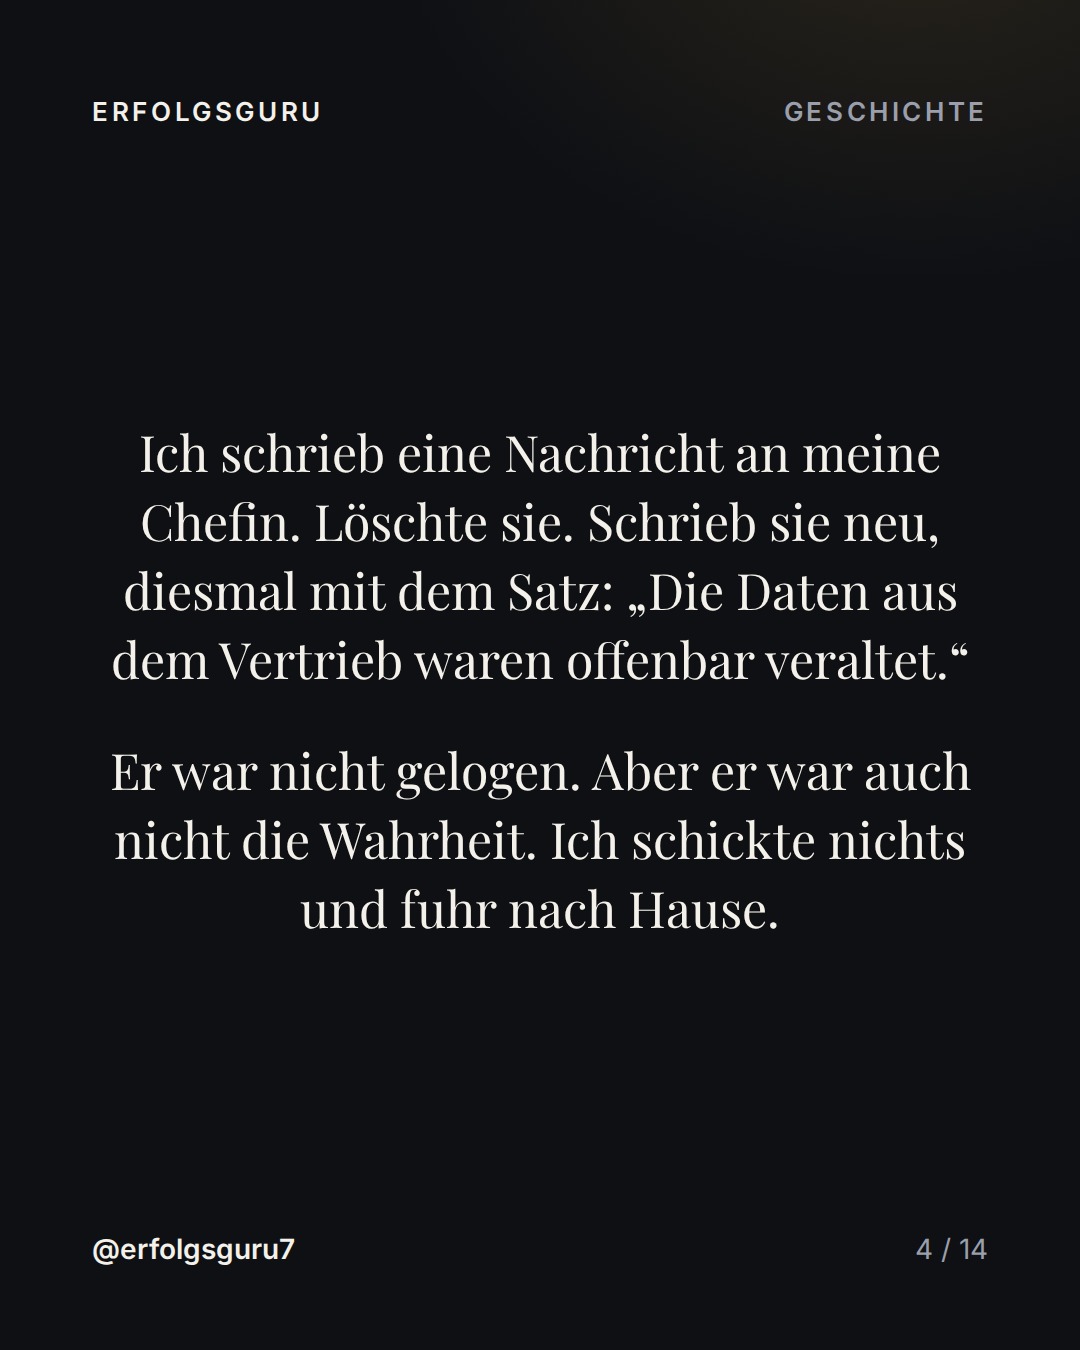 ERFOLGSGURU
GESCHICHTE
Ich schrieb eine Nachricht an meine
Chefin. Löschte sie. Schrieb sie neu,
diesmal mit dem Satz: „Die Daten aus
dem Vertrieb waren offenbar veraltet.“
Er war nicht gelogen. Aber er war auch
nicht die Wahrheit. Ich schickte nichts
und fuhr nach Hause.
@erfolgsguru7
4 / 14